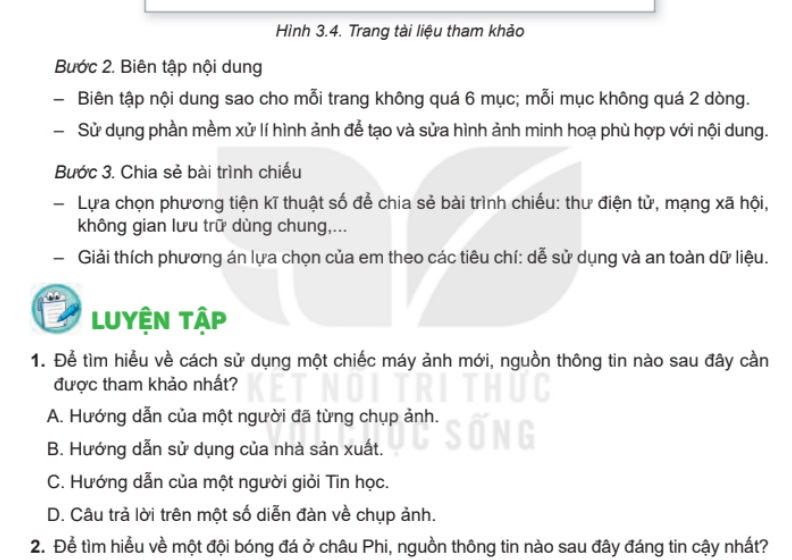 Hình 3.4. Trang tài liệu tham khảo
Bước 2. Biên tập nội dung
– Biên tập nội dung sao cho mỗi trang không quá 6 mục; mỗi mục không quá 2 dòng.
– Sử dụng phần mềm xử lí hình ảnh để tạo và sửa hình ảnh minh hoạ phù hợp với nội dung.
Bước 3. Chia sẻ bài trình chiếu
– Lựa chọn phương tiện kĩ thuật số để chia sẻ bài trình chiếu: thư điện tử, mạng xã hội,
không gian lưu trữ dùng chung,...
– Giải thích phương án lựa chọn của em theo các tiêu chí: dễ sử dụng và an toàn dữ liệu.
LUYỆN TẬP
1. Để tìm hiểu về cách sử dụng một chiếc máy ảnh mới, nguồn thông tin nào sau đây cần
được tham khảo nhất?
KẾT NỐI TRI THỨC
A. Hướng dẫn của một người đã từng chụp ảnh.
VỚI CUỘC SỐNG
B. Hướng dẫn sử dụng của nhà sản xuất.
C. Hướng dẫn của một người giỏi Tin học.
D. Câu trả lời trên một số diễn đàn về chụp ảnh.
2. Để tìm hiểu về một đội bóng đá ở châu Phi, nguồn thông tin nào sau đây đáng tin cậy nhất?